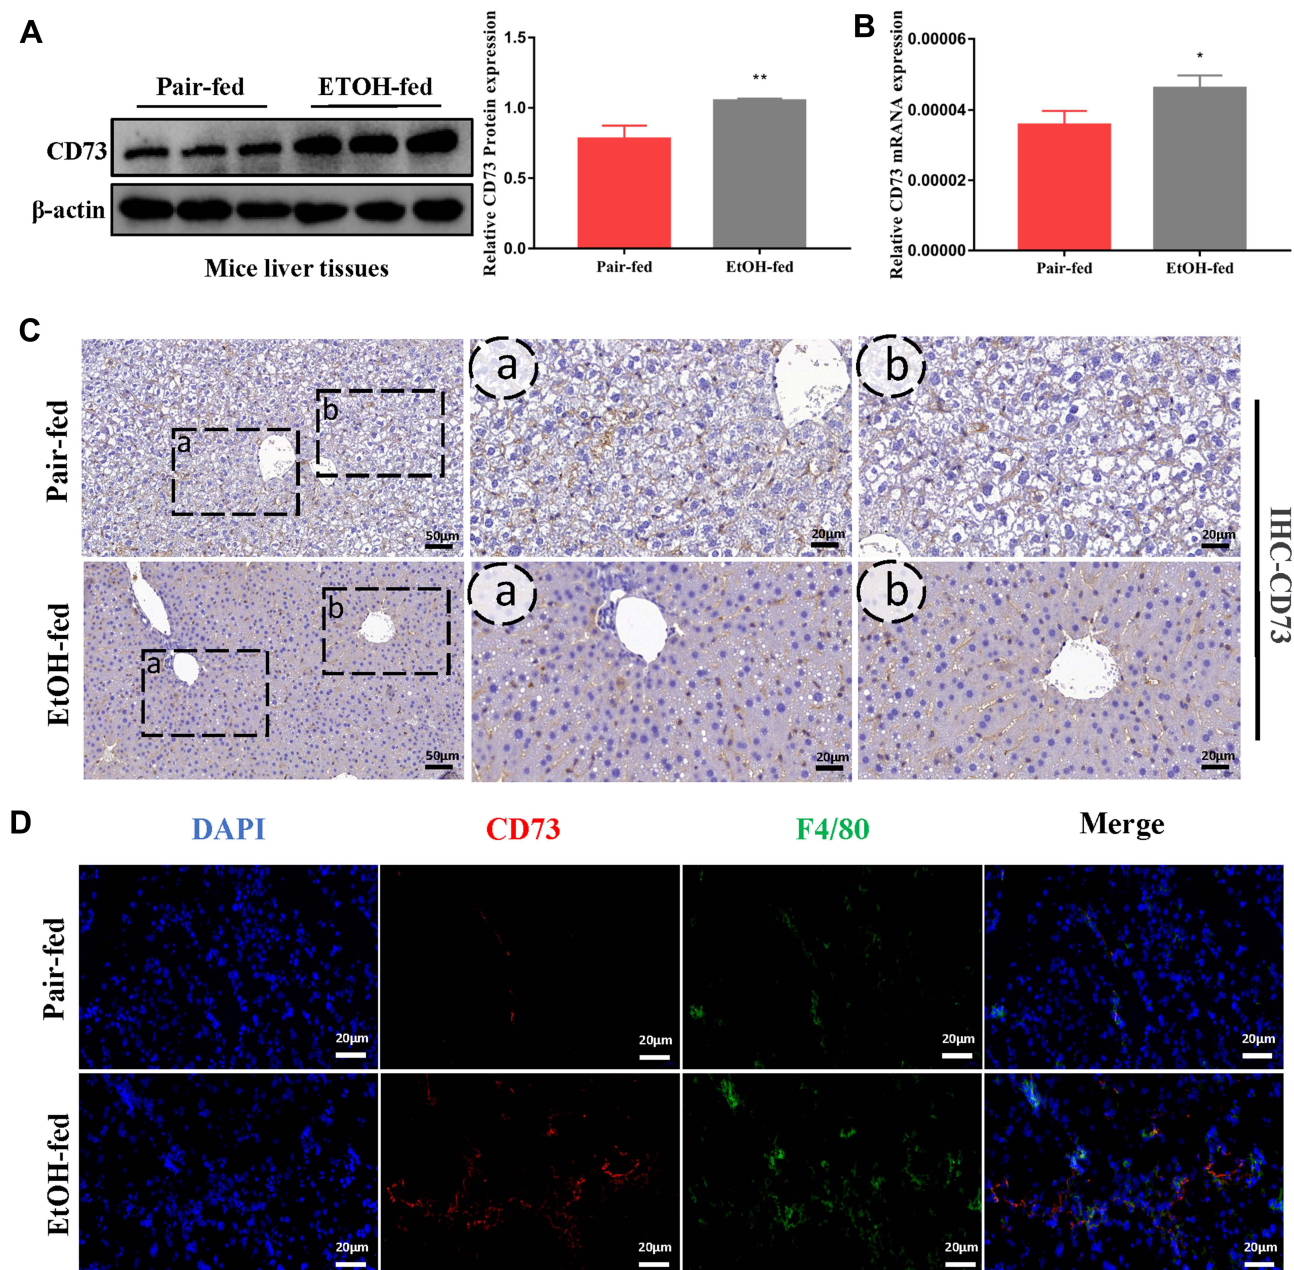 A
Pair-fed
ETOH-fed
CD73
β-actin
Mice liver tissues
Relative CD73 Protein expression
1.5
1.0
0.5
0.0
**
Pair-fed
EtOH-fed
B
Relative CD73 mRANA expression
0.00006
0.00004
0.00002
0.00000
*
Pair-fed
EtOH-fed
C
Pair-fed
a
b
50μm
a
20μm
b
20μm
EtOH-fed
a
b
50μm
a
20μm
b
20μm
IHC-CD73
D
DAPI
CD73
F4/80
Merge
Pair-fed
20μm
20μm
20μm
20μm
EtOH-fed
20μm
20μm
20μm
20μm